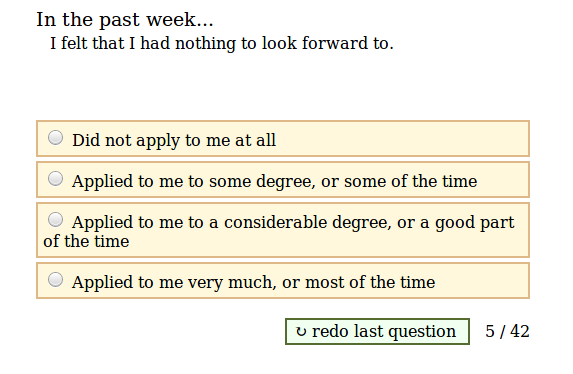 In the past week...
I felt that I had nothing to look forward to.
Did not apply to me at all
Applied to me to some degree, or some of the time
Applied to me to a considerable degree, or a good part
of the time
Applied to me very much, or most of the time
↻ redo last question 5 / 42